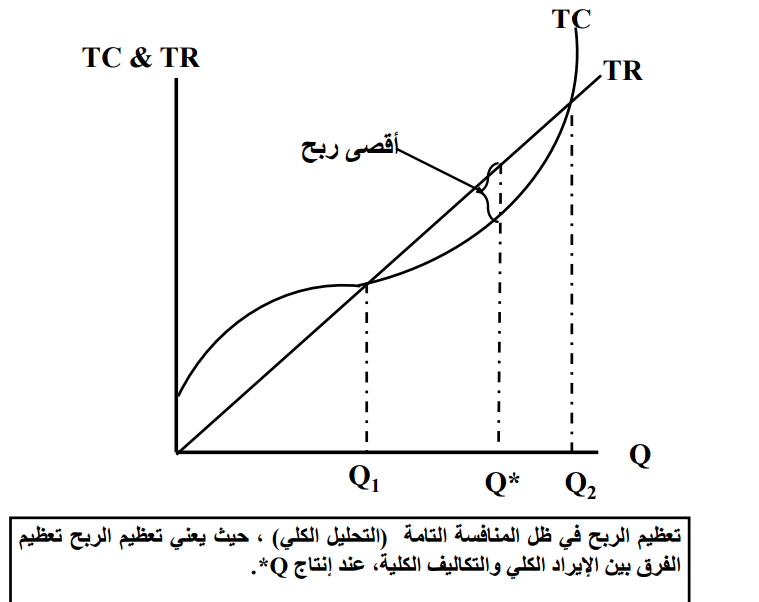 TC
TC & TR
TR
أقصى ربح
Q
Q1
Q*
Q2
تعظيم الربح في ظل المنافسة التامة (التحليل الكلي) ، حيث يعني تعظيم الربح تعظيم
الفرق بين الإيراد الكلي والتكاليف الكلية، عند إنتاج Q*.